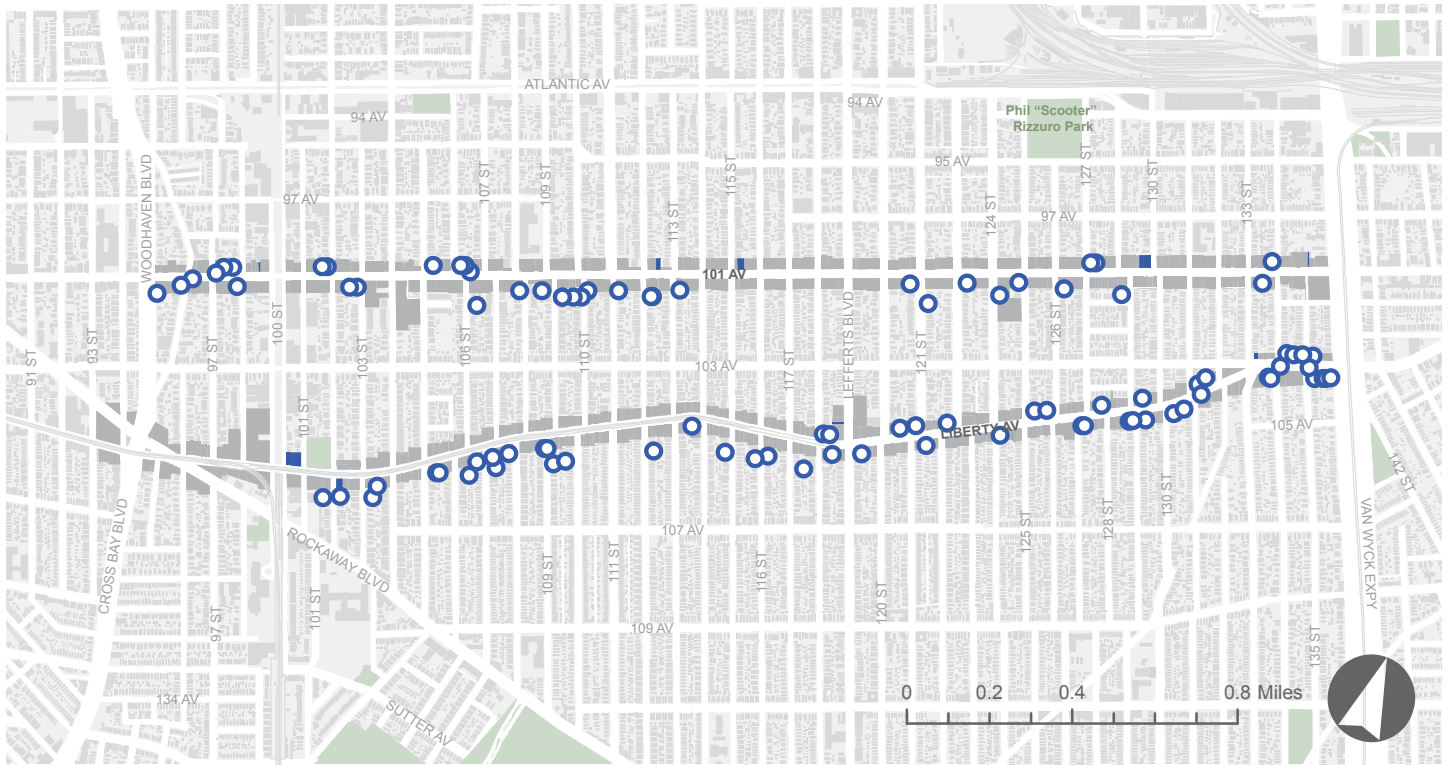 ATLANTIC AV
94 AV
94 AV
Phil “Scooter”
Rizzuro Park
95 AV
WOODHAVEN BLVD
107 ST
109 ST
115 ST
127 ST
130 ST
97 AV
113 ST
124 ST
97 AV
133 ST
101 AV
91 ST
93 ST
97 ST
100 ST
103 ST
106 ST
110 ST
103 AV
117 ST
LEFFERTS BLVD
121 ST
126 ST
101 ST
LIBERTY AV
105 AV
142 ST
CROSS BAY BLVD
ROCKAWAY BLVD
107 AV
125 ST
128 ST
130 ST
VAN WYCK EXPY
97 ST
101 ST
109 ST
111 ST
116 ST
120 ST
109 AV
135 ST
134 AV
SUTTER AV
0 0.2 0.4 0.8 Miles